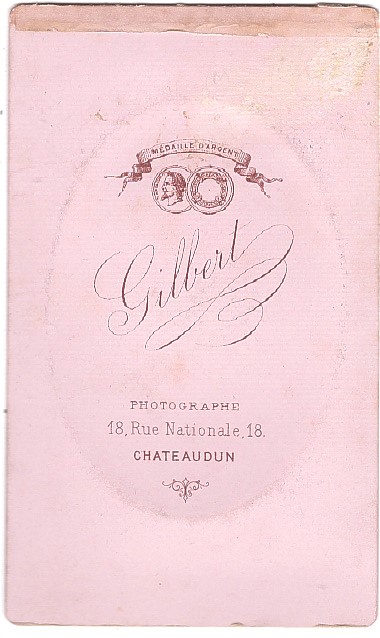 MÉDAILLE D'ARGENT
Gilbert
PHOTOGRAPHE
18, Rue Nationale, 18.
CHATEAUDUN